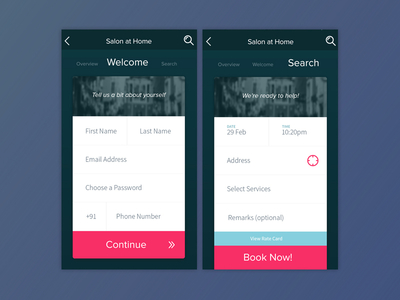 Salon at Home
Overview Welcome Search
Tell us a bit about yourself
First Name Last Name
Email Address
Choose a Password
+91 Phone Number
Continue
Salon at Home
Overview Welcome Search
We're ready to help!
DATE TIME
29 Feb 10:20pm
Address
Select Services
Remarks (optional)
View Rate Card
Book Now!